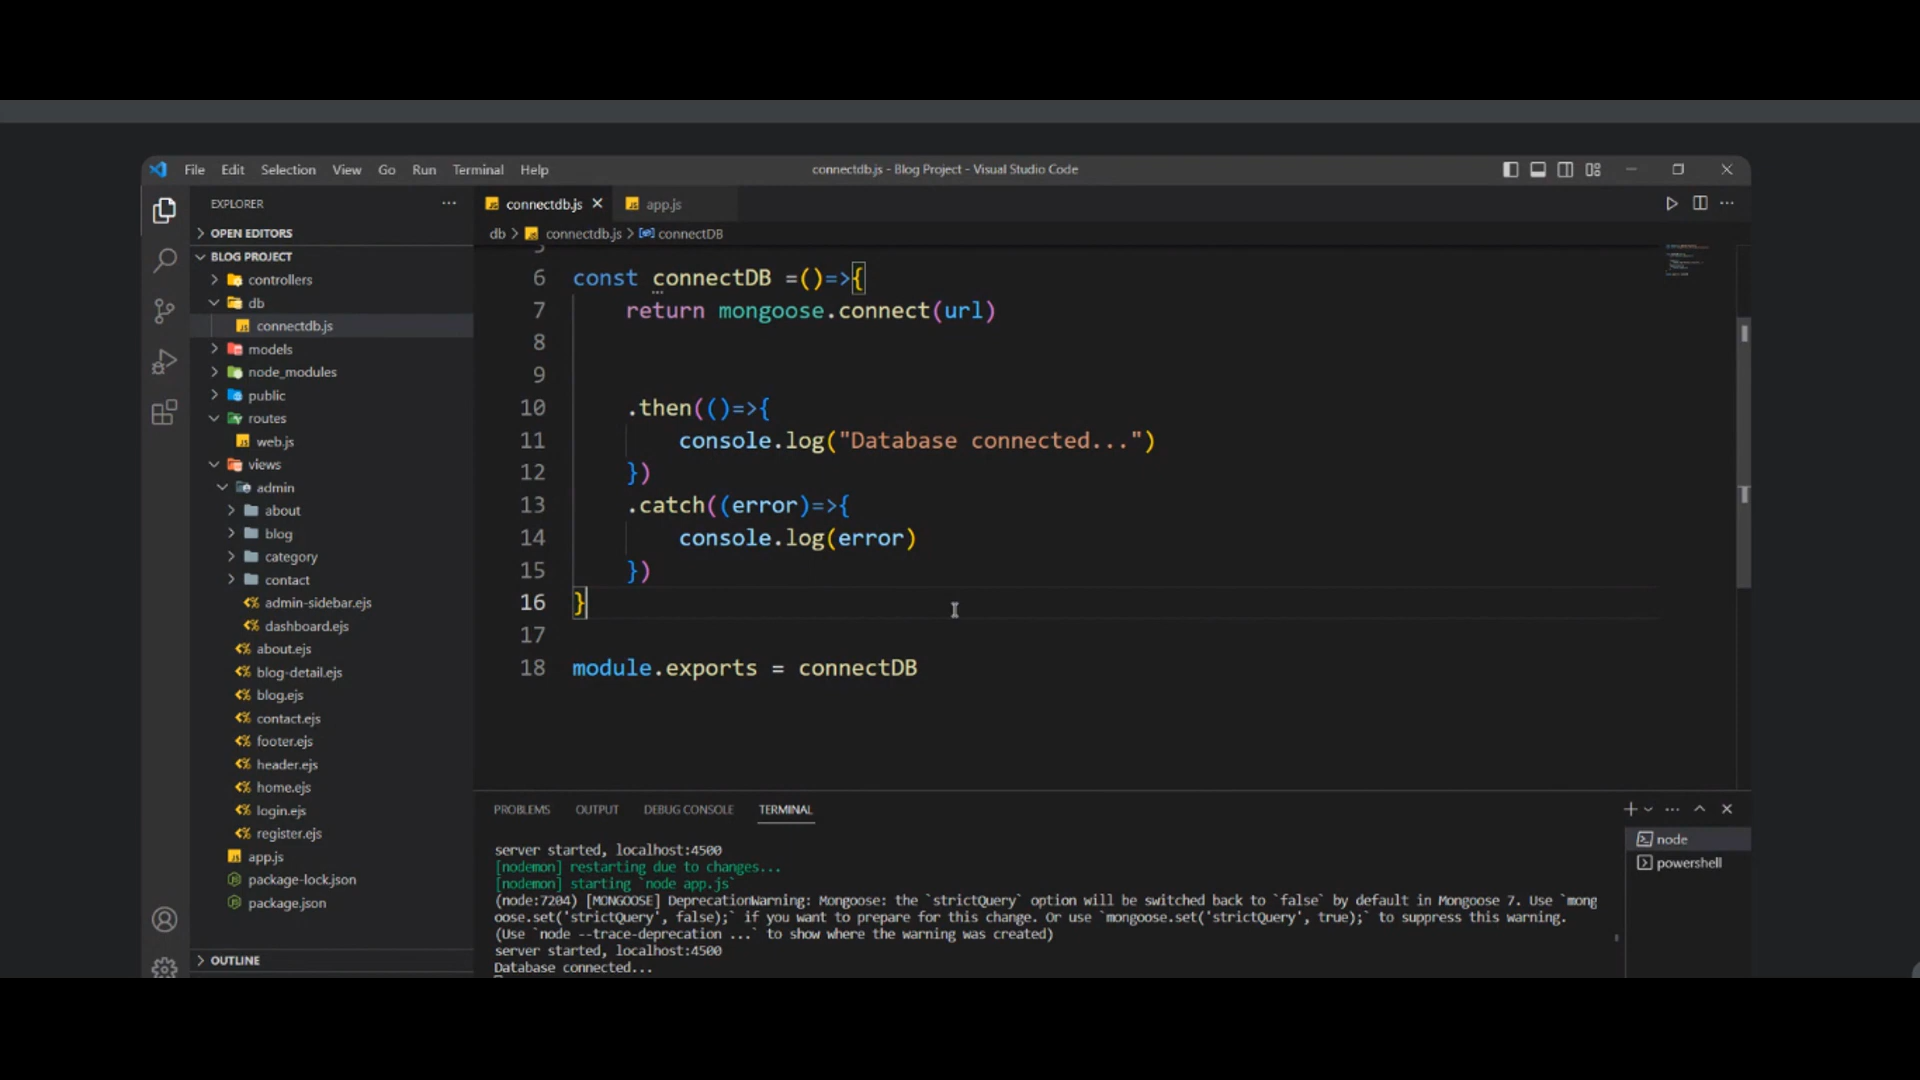 File Edit Selection View Go Run Terminal Help
connectdb.js - Blog Project - Visual Studio Code
EXPLORER
OPEN EDITORS
BLOG PROJECT
controllers
db
connectdb.js
models
node_modules
public
routes
web.js
views
admin
about
blog
category
contact
admin-sidebar.ejs
dashboard.ejs
about.ejs
blog-detail.ejs
blog.ejs
contact.ejs
footer.ejs
header.ejs
home.ejs
login.ejs
register.ejs
app.js
package-lock.json
package.json
OUTLINE
connectdb.js app.js
db > connectdb.js > connectDB
6 const connectDB =()=>{
7 return mongoose.connect(url)
8
9
10 .then(()=>{
11 console.log("Database connected...")
12 })
13 .catch((error)=>{
14 console.log(error)
15 })
16 }
17
18 module.exports = connectDB
PROBLEMS OUTPUT DEBUG CONSOLE TERMINAL
server started, localhost:4500
[nodemon] restarting due to changes...
[nodemon] starting `node app.js`
(node:7204) [MONGOOSE] DeprecationWarning: Mongoose: the `strictQuery` option will be switched back to `false` by default in Mongoose 7. Use `mong
oose.set('strictQuery', false);` if you want to prepare for this change. Or use `mongoose.set('strictQuery', true);` to suppress this warning.
(Use `node --trace-deprecation ...` to show where the warning was created)
server started, localhost:4500
Database connected...
node
powershell